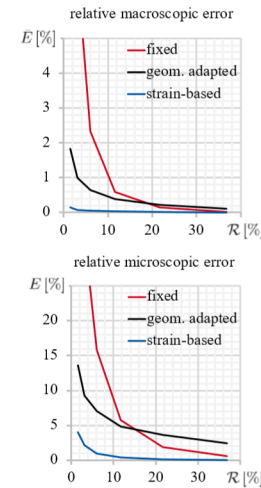 relative macroscopic error
Ē [%]
fixed
geom. adapted
strain-based
4
3
2
1
0
0 10 20 30 R [%]
relative microscopic error
E [%]
fixed
geom. adapted
strain-based
20
15
10
5
0
0 10 20 30 R [%]